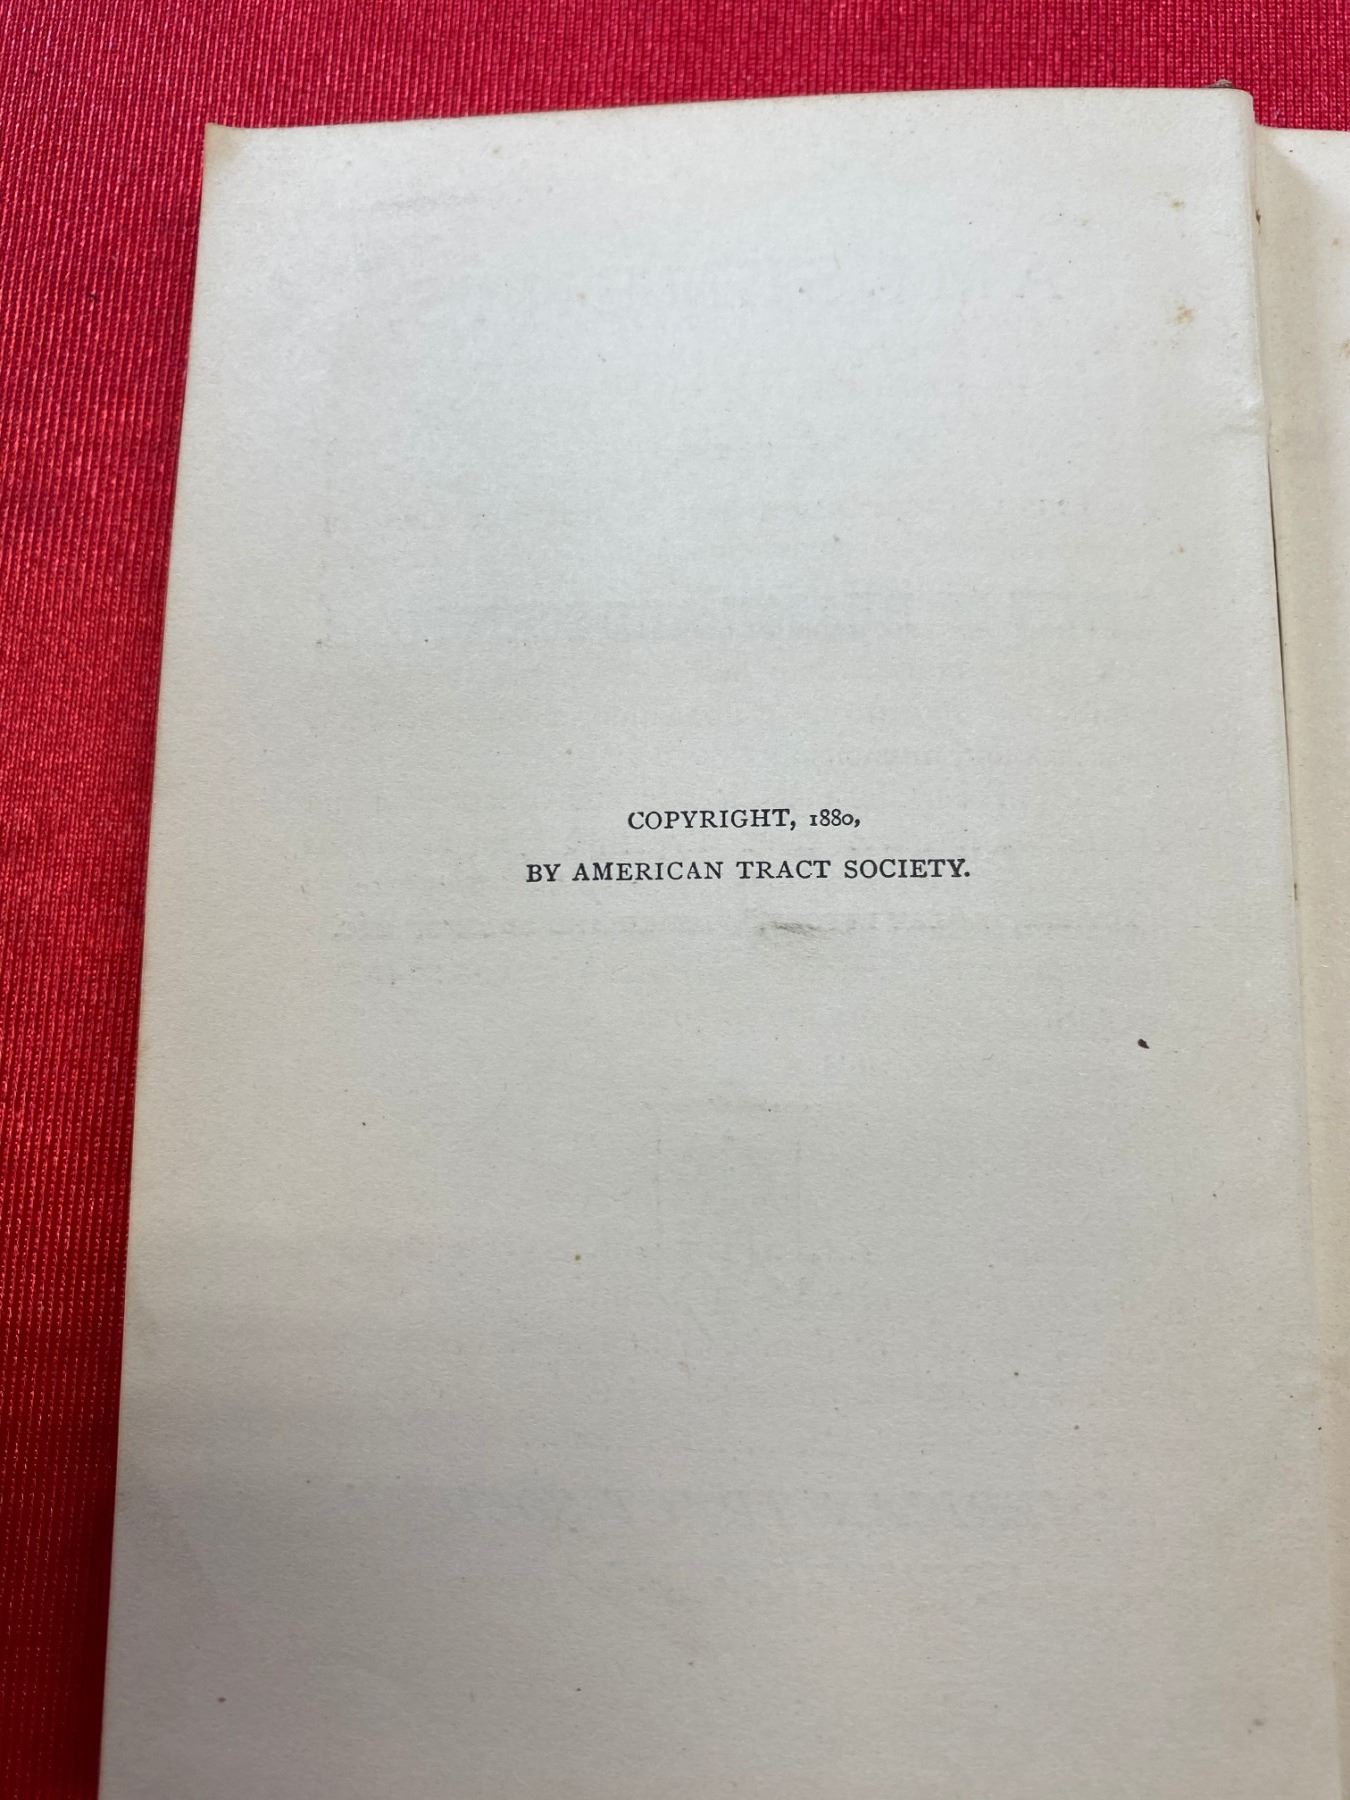 COPYRIGHT, 1880,
BY AMERICAN TRACT SOCIETY.